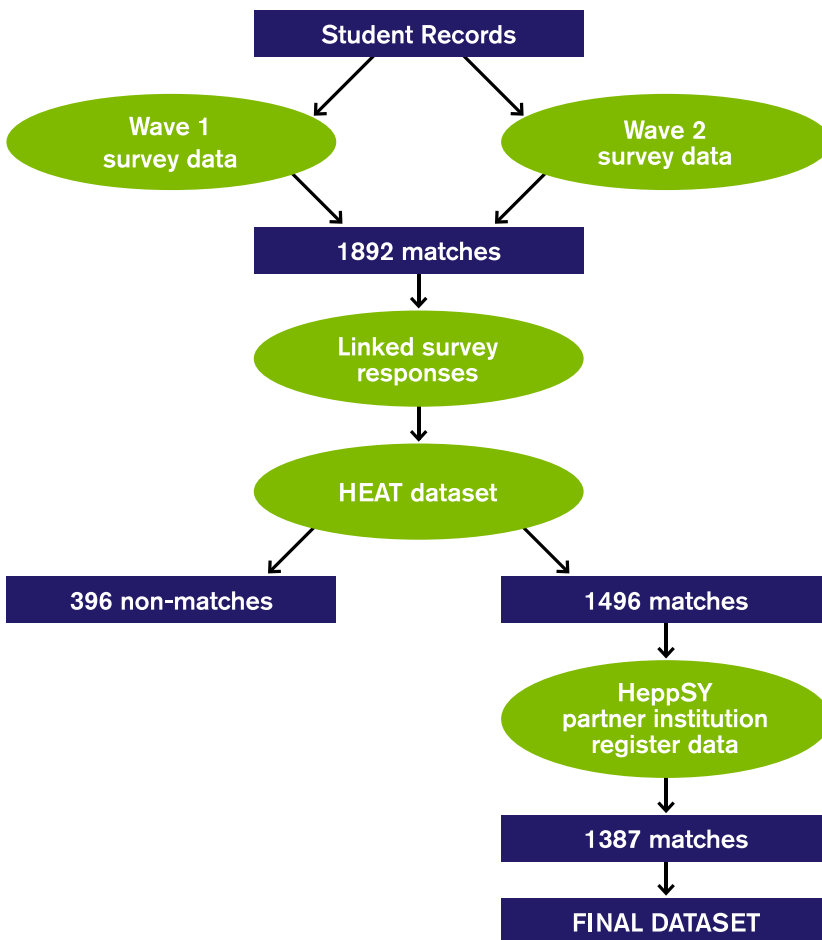 Student Records
Wave 1
survey data
Wave 2
survey data
1892 matches
Linked survey
responses
HEAT dataset
396 non-matches
1496 matches
HeppSY
partner institution
register data
1387 matches
FINAL DATASET